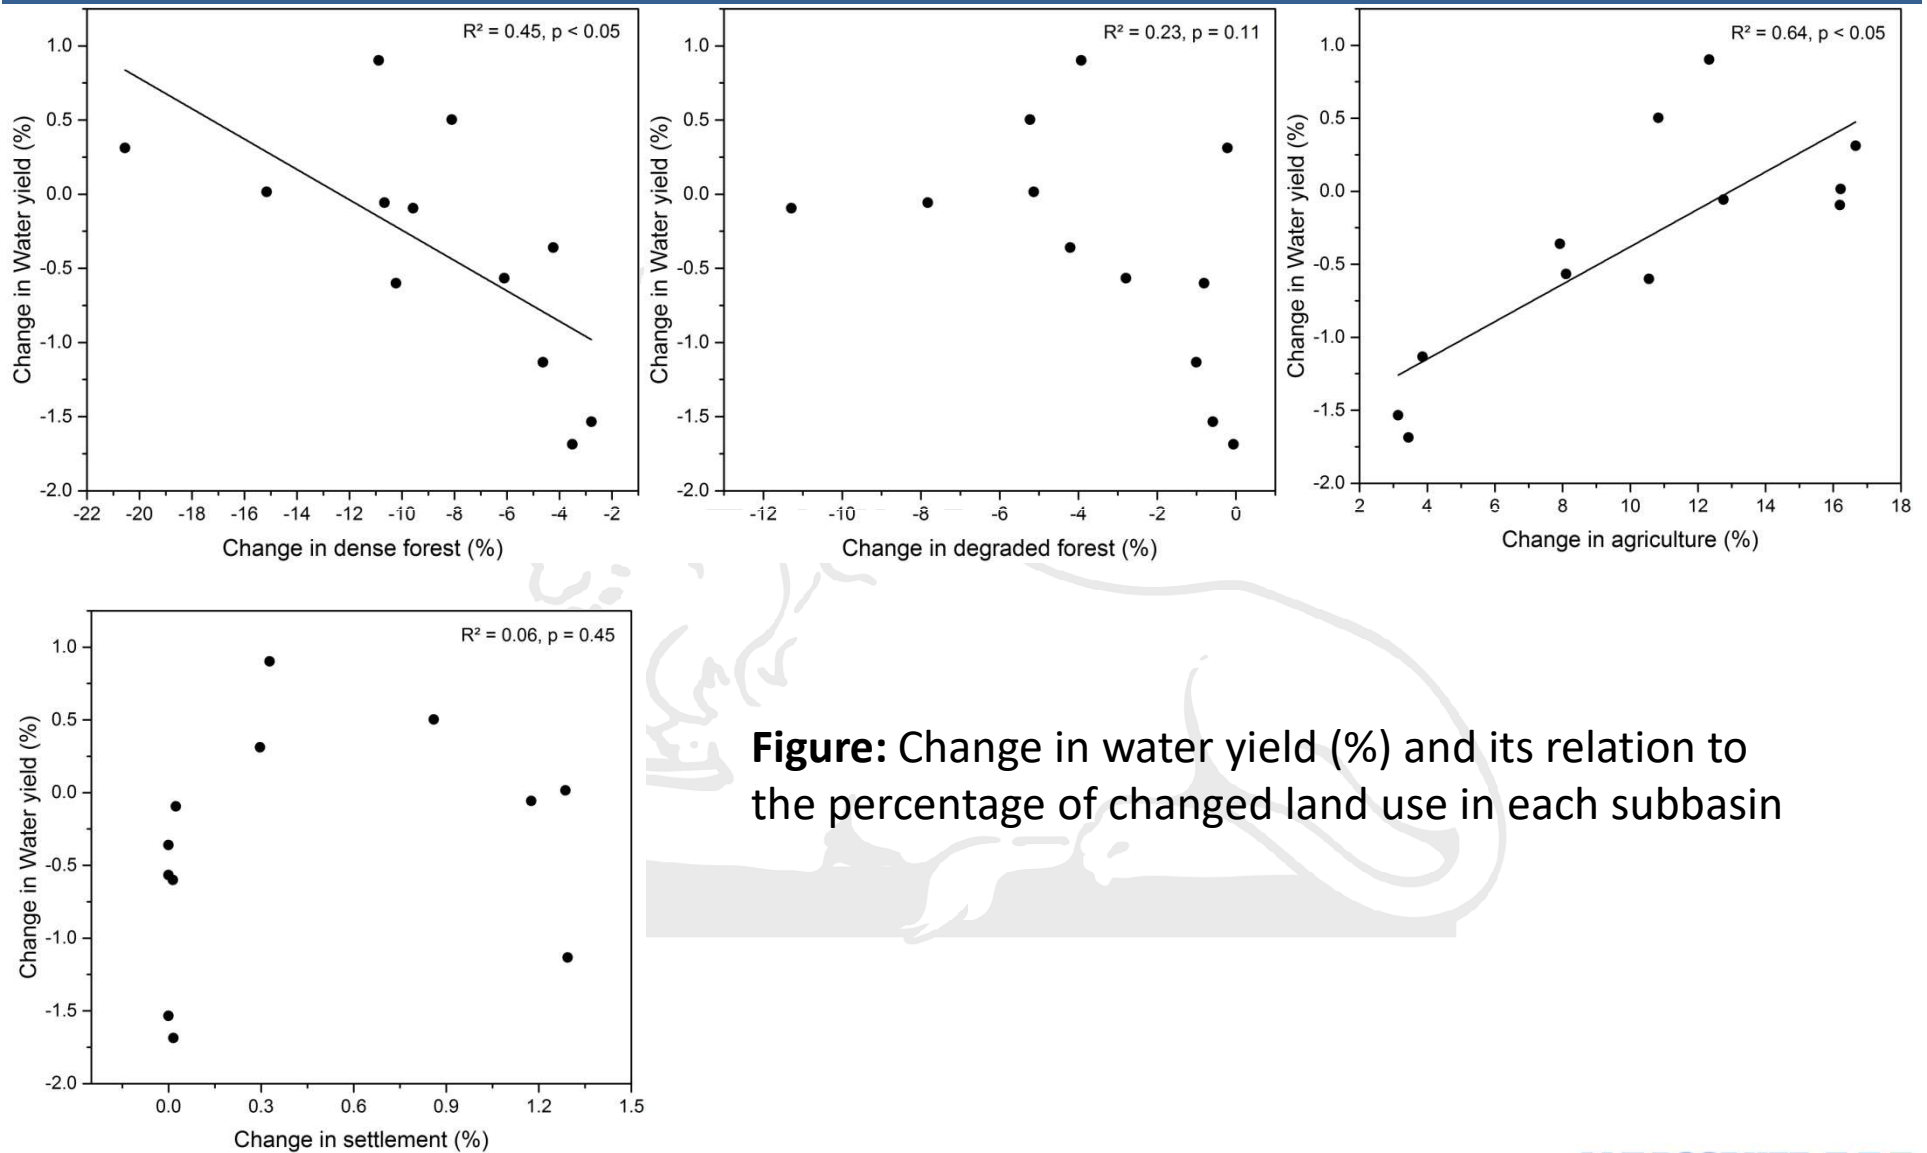 R² = 0.45, p < 0.05
1.0
0.5
0.0
-0.5
-1.0
-1.5
-2.0
Change in Water yield (%)
-22 -20 -18 -16 -14 -12 -10 -8 -6 -4 -2
Change in dense forest (%)
R² = 0.23, p = 0.11
1.0
0.5
0.0
-0.5
-1.0
-1.5
-2.0
Change in Water yield (%)
-12 -10 -8 -6 -4 -2 0
Change in degraded forest (%)
R² = 0.64, p < 0.05
1.0
0.5
0.0
-0.5
-1.0
-1.5
-2.0
Change in Water yield (%)
2 4 6 8 10 12 14 16 18
Change in agriculture (%)
R² = 0.06, p = 0.45
1.0
0.5
0.0
-0.5
-1.0
-1.5
-2.0
Change in Water yield (%)
0.0 0.3 0.6 0.9 1.2 1.5
Change in settlement (%)
Figure: Change in water yield (%) and its relation to
the percentage of changed land use in each subbasin